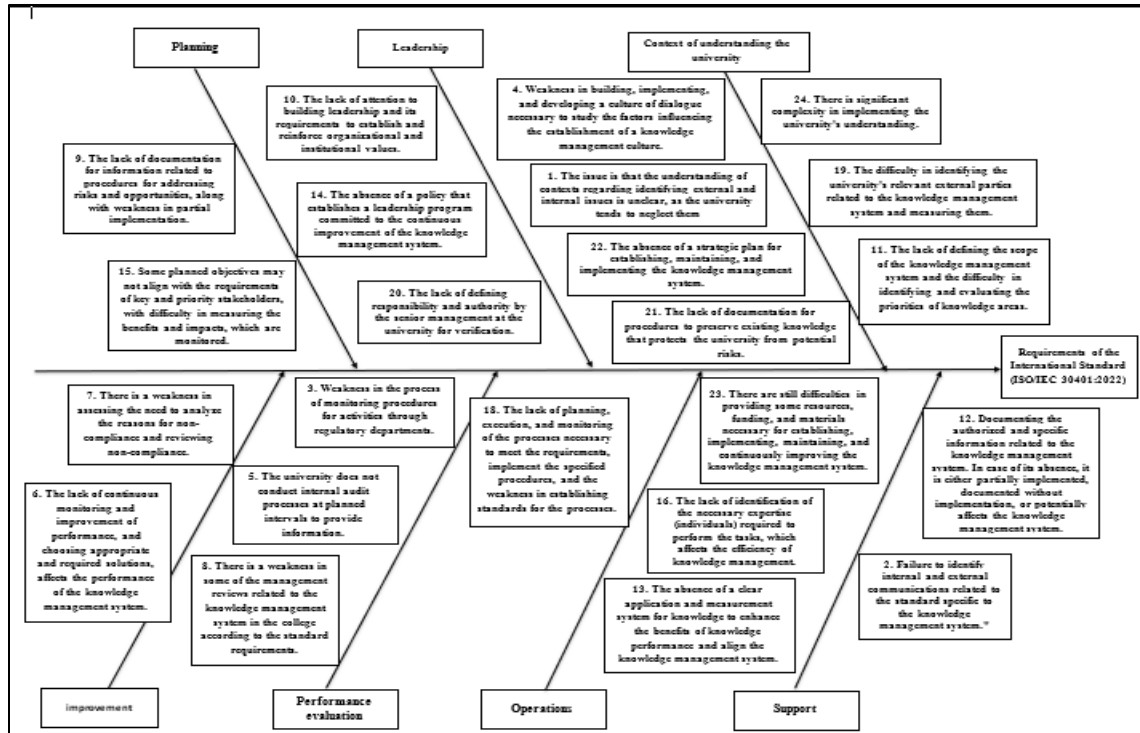 Planning
Leadership
Context of understanding the
university
10. The lack of attention to
building leadership and its
requirements to establish and
reinforce organizational and
institutional values.
4. Weakness in building, implementing,
and developing a culture of dialogue
necessary to study the factors influencing
the establishment of a knowledge
management culture.
24. There is significant
complexity in implementing the
university's understanding.
9. The lack of documentation
for information related to
procedures for addressing
risks and opportunities, along
with weakness in partial
implementation.
14. The absence of a policy that
establishes a leadership program
committed to the continuous
improvement of the knowledge
management system.
1. The issue is that the understanding of
contexts regarding identifying external and
internal issues is unclear, as the university
tends to neglect them
19. The difficulty in identifying the
university's relevant external parties
related to the knowledge management
system and measuring them.
22. The absence of a strategic plan for
establishing, maintaining, and
implementing the knowledge management
system.
11. The lack of defining the scope
of the knowledge management
system and the difficulty in
identifying and evaluating the
priorities of knowledge areas.
15. Some planned objectives may
not align with the requirements
of key and priority stakeholders,
with difficulty in measuring the
benefits and impacts, which are
monitored.
20. The lack of defining
responsibility and authority by
the senior management at the
university for verification.
21. The lack of documentation for
procedures to preserve existing knowledge
that protects the university from potential
risks.
Requirements of the
International Standard
(ISO/IEC 30401:2022)
7. There is a weakness in
assessing the need to analyze
the reasons for non-
compliance and reviewing
non-compliance.
3. Weakness in the process
of monitoring procedures
for activities through
regulatory departments.
18. The lack of planning,
execution, and monitoring
of the processes necessary
to meet the requirements,
implement the specified
procedures, and the
weakness in establishing
standards for the processes.
23. There are still difficulties in
providing some resources,
funding, and materials
necessary for establishing,
implementing, maintaining, and
continuously improving the
knowledge management system.
12. Documenting the
authorized and specific
information related to the
knowledge management
system. In case of its absence, it
is either partially implemented,
documented without
implementation, or potentially
affects the knowledge
management system.
6. The lack of continuous
monitoring and
improvement of
performance, and
choosing appropriate
and required solutions,
affects the performance
of the knowledge
management system.
5. The university does not
conduct internal audit
processes at planned
intervals to provide
information.
16. The lack of identification of
the necessary expertise
(individuals) required to
perform the tasks, which
affects the efficiency of
knowledge management.
8. There is a weakness in
some of the management
reviews related to the
knowledge management
system in the college
according to the standard
requirements.
13. The absence of a clear
application and measurement
system for knowledge to enhance
the benefits of knowledge
performance and align the
knowledge management system.
2. Failure to identify
internal and external
communications related to
the standard specific to
the knowledge
management system."
improvement
Performance
evaluation
Operations
Support